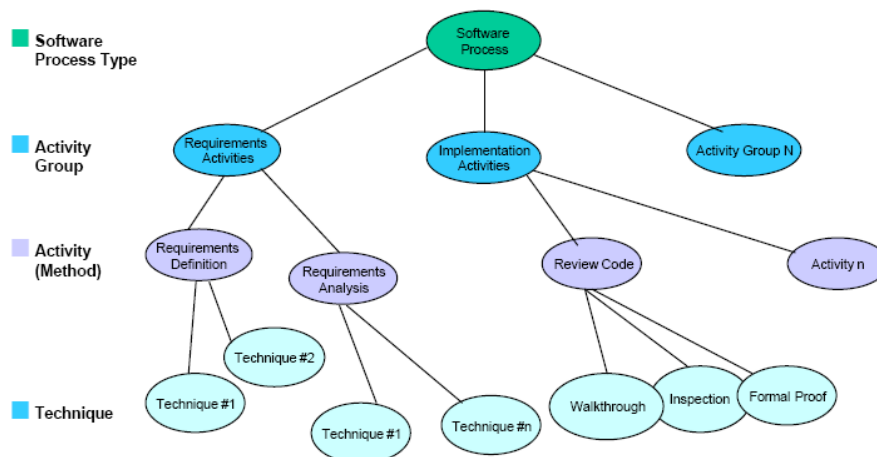 Software
Process Type
Software
Process
Activity
Group
Requirements
Activities
Implementation
Activities
Activity Group N
Activity
(Method)
Requirements
Definition
Requirements
Analysis
Review Code
Activity n
Technique
Technique #1
Technique #2
Technique #1
Technique #n
Walkthrough
Inspection
Formal Proof